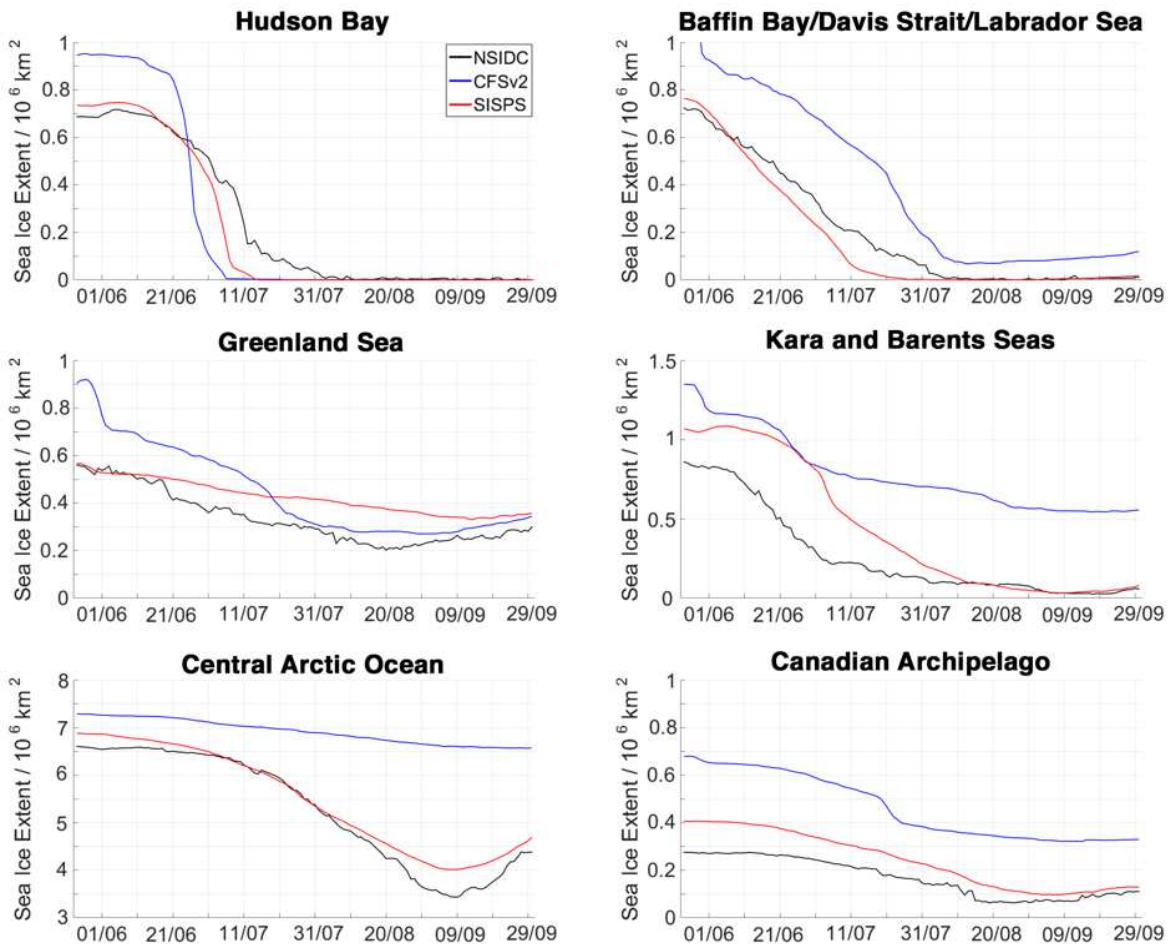 Hudson Bay
Sea Ice Extent / 10^6 km^2
1
0.8
0.6
0.4
0.2
0
01/06 21/06 11/07 31/07 20/08 09/09 29/09
NSIDC
CFSv2
SISPS
Baffin Bay/Davis Strait/Labrador Sea
Sea Ice Extent / 10^6 km^2
1
0.8
0.6
0.4
0.2
0
01/06 21/06 11/07 31/07 20/08 09/09 29/09
Greenland Sea
Sea Ice Extent / 10^6 km^2
1
0.8
0.6
0.4
0.2
0
01/06 21/06 11/07 31/07 20/08 09/09 29/09
Kara and Barents Seas
Sea Ice Extent / 10^6 km^2
1.5
1
0.5
0
01/06 21/06 11/07 31/07 20/08 09/09 29/09
Central Arctic Ocean
Sea Ice Extent / 10^6 km^2
8
7
6
5
4
3
01/06 21/06 11/07 31/07 20/08 09/09 29/09
Canadian Archipelago
Sea Ice Extent / 10^6 km^2
1
0.8
0.6
0.4
0.2
0
01/06 21/06 11/07 31/07 20/08 09/09 29/09